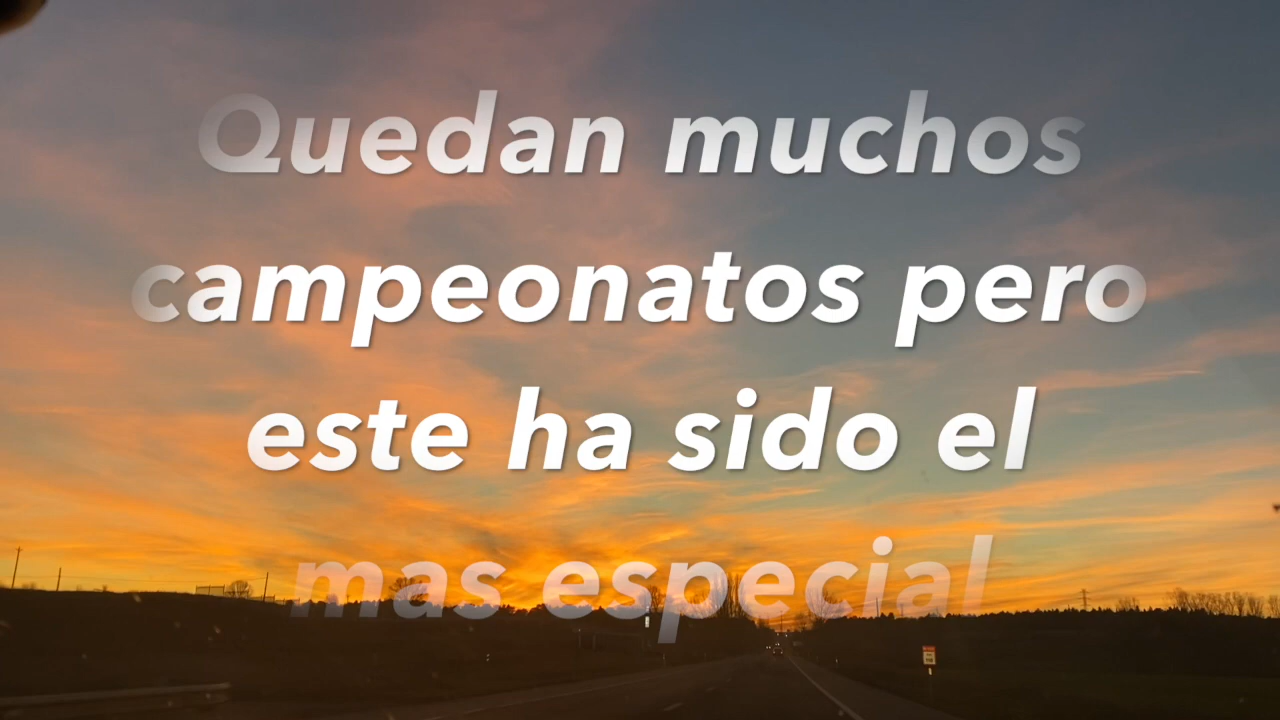 Quedan muchos
campeonatos pero
este ha sido el
mas especial